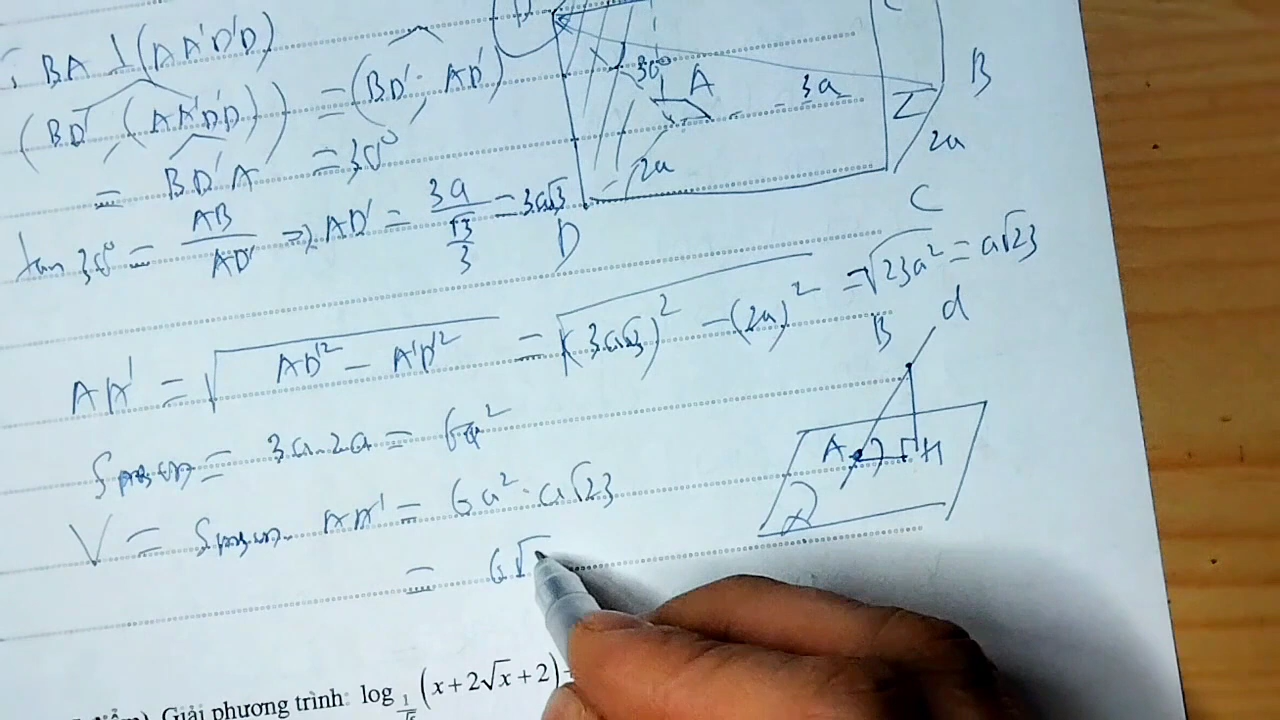 BA ⊥ (AA'D'D)
(BD', (AA'D'D)) = (BD'; AD')
= BD'A = 30°
tan 30° = AB/AD' => AD' = 3a/(√3/3) = 3a√3
AA' = √(AD'² − A'D'²) = √((3a√3)² − (2a)²) = √(23a²) = a√23
3a.2a = 6a²
V = AA' = 6a² . a√23
= 6√
30° A 3a B
2a 2a
D C
B d
A H
α
Giải phương trình: log 1/√ (x + 2√x + 2)